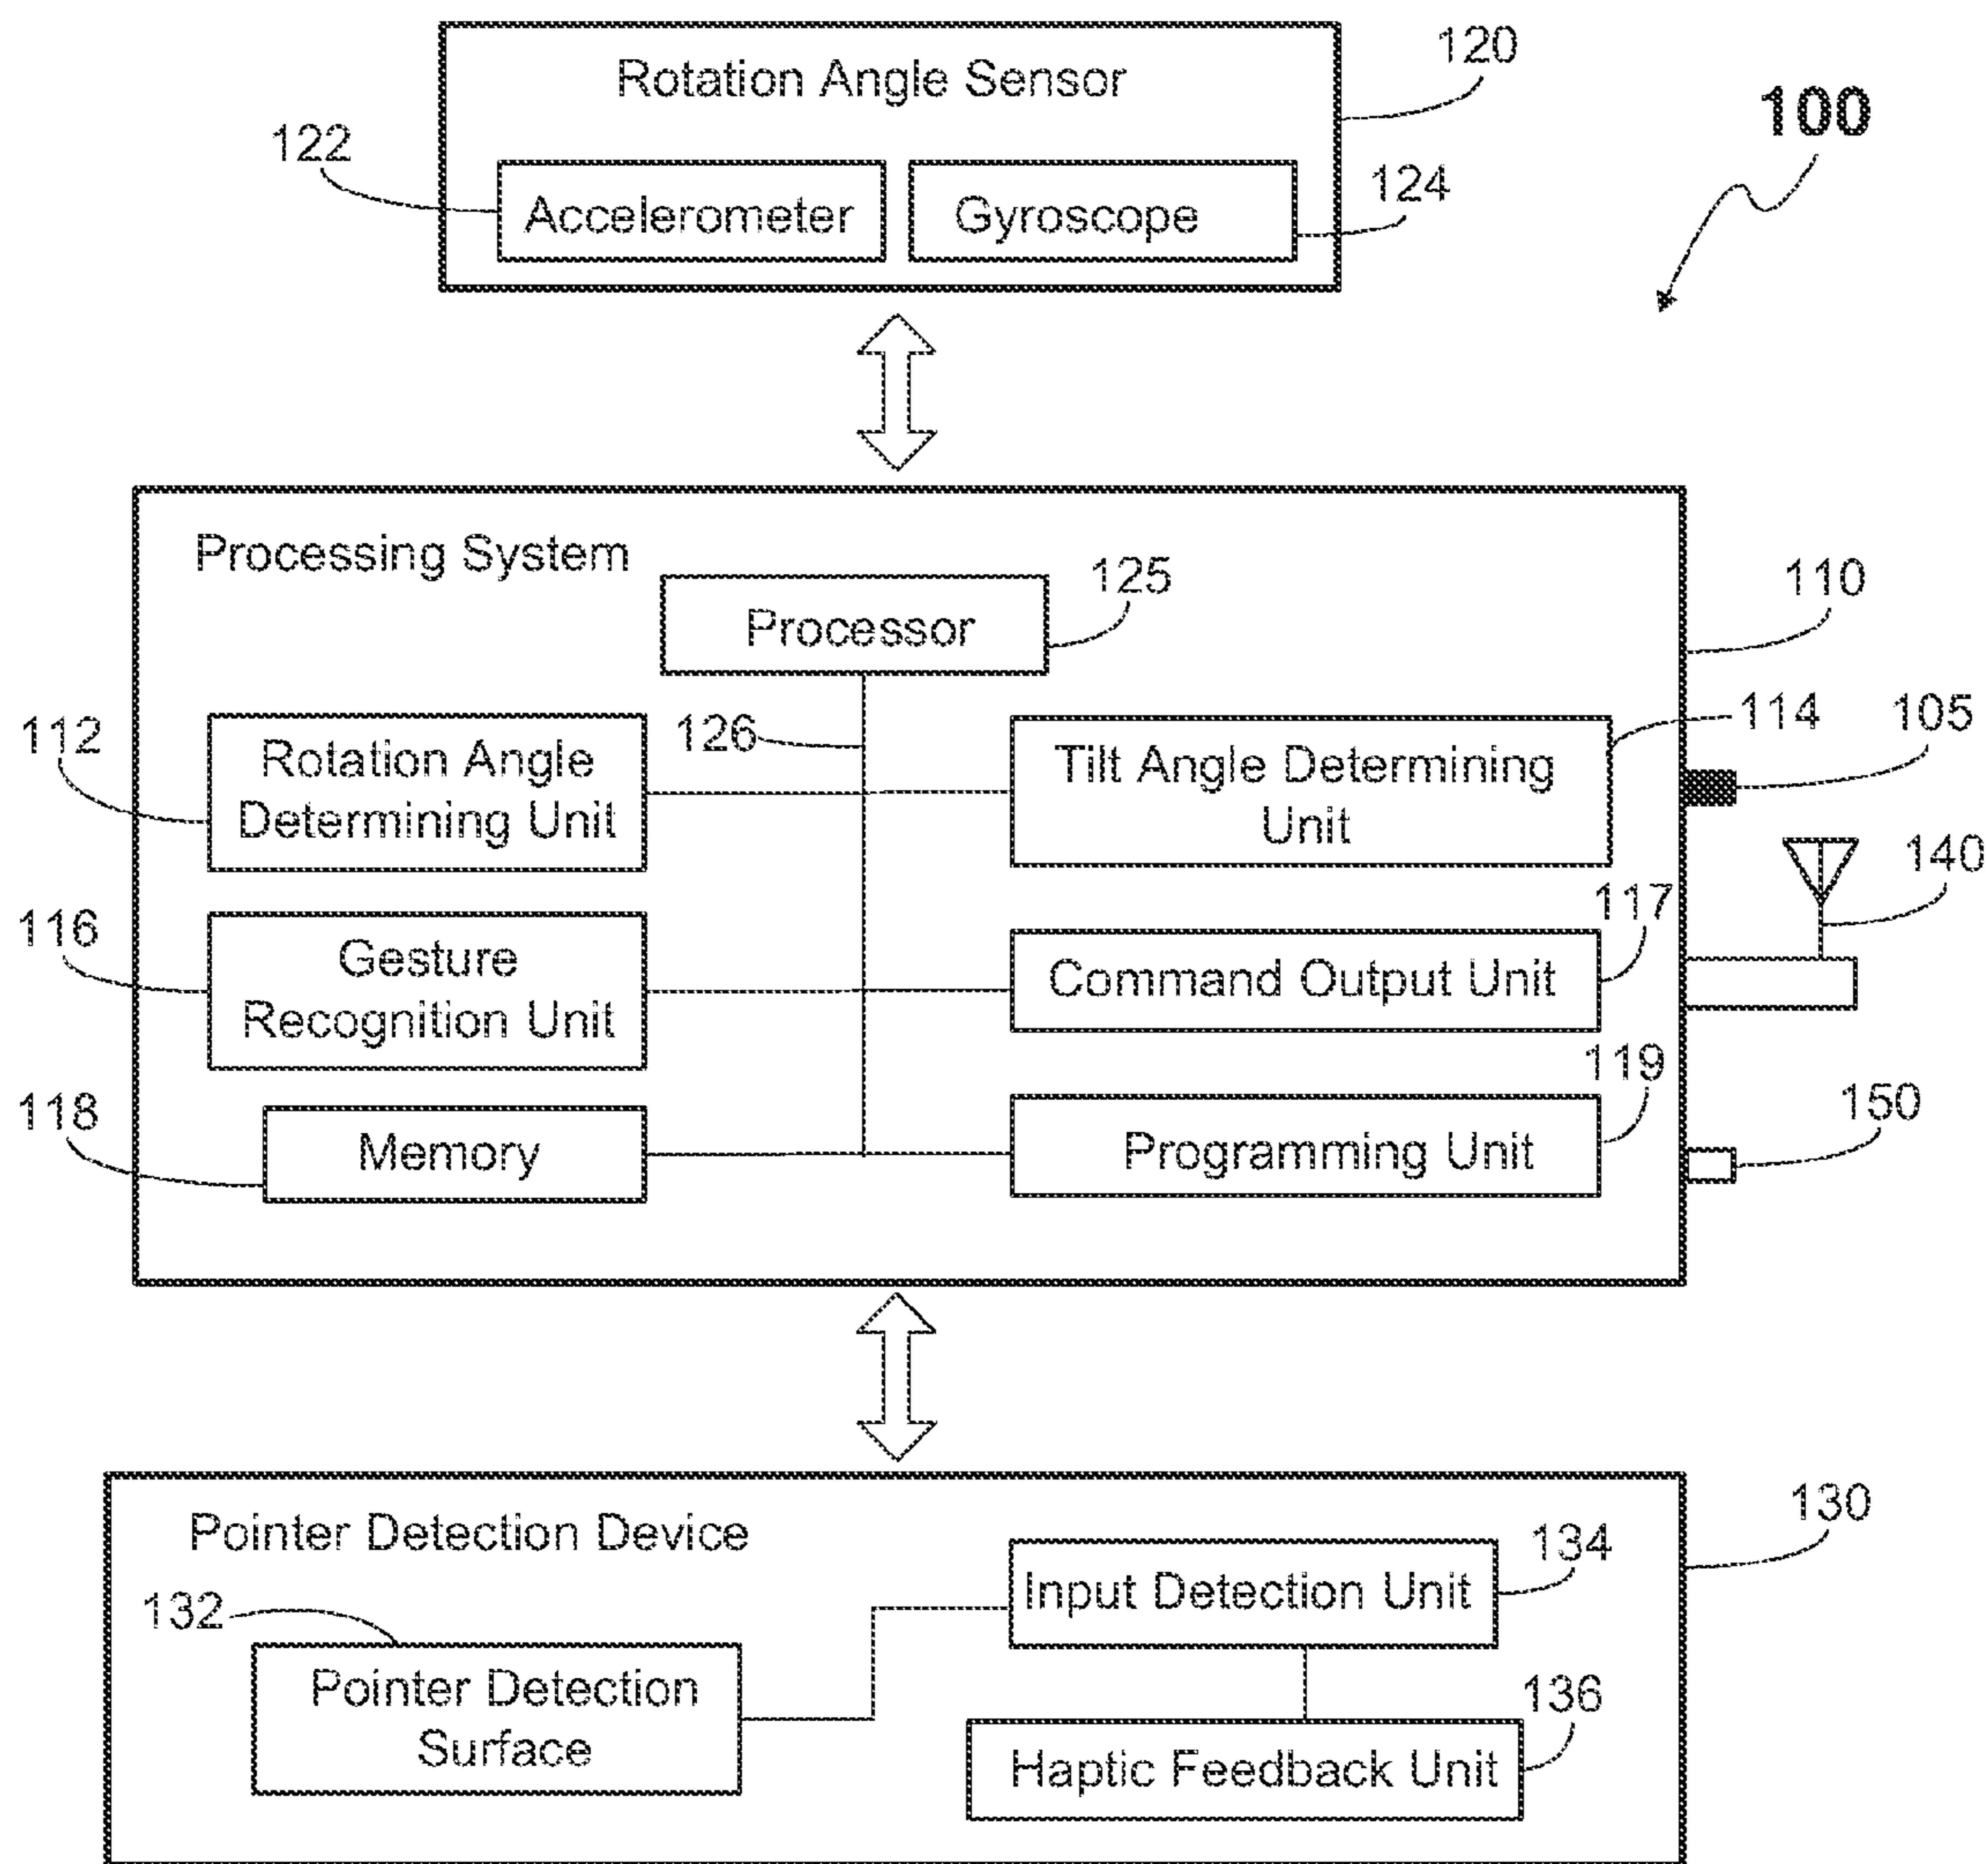 120
Rotation Angle Sensor
100
122
124
Accelerometer
Gyroscope
Processing System
125
110
Processor
112
126
114
105
Rotation Angle
Determining Unit
Tilt Angle Determining
Unit
140
116
117
Gesture
Recognition Unit
Command Output Unit
118
119
150
Memory
Programming Unit
130
Pointer Detection Device
134
132
Input Detection Unit
Pointer Detection
Surface
136
Haptic Feedback Unit